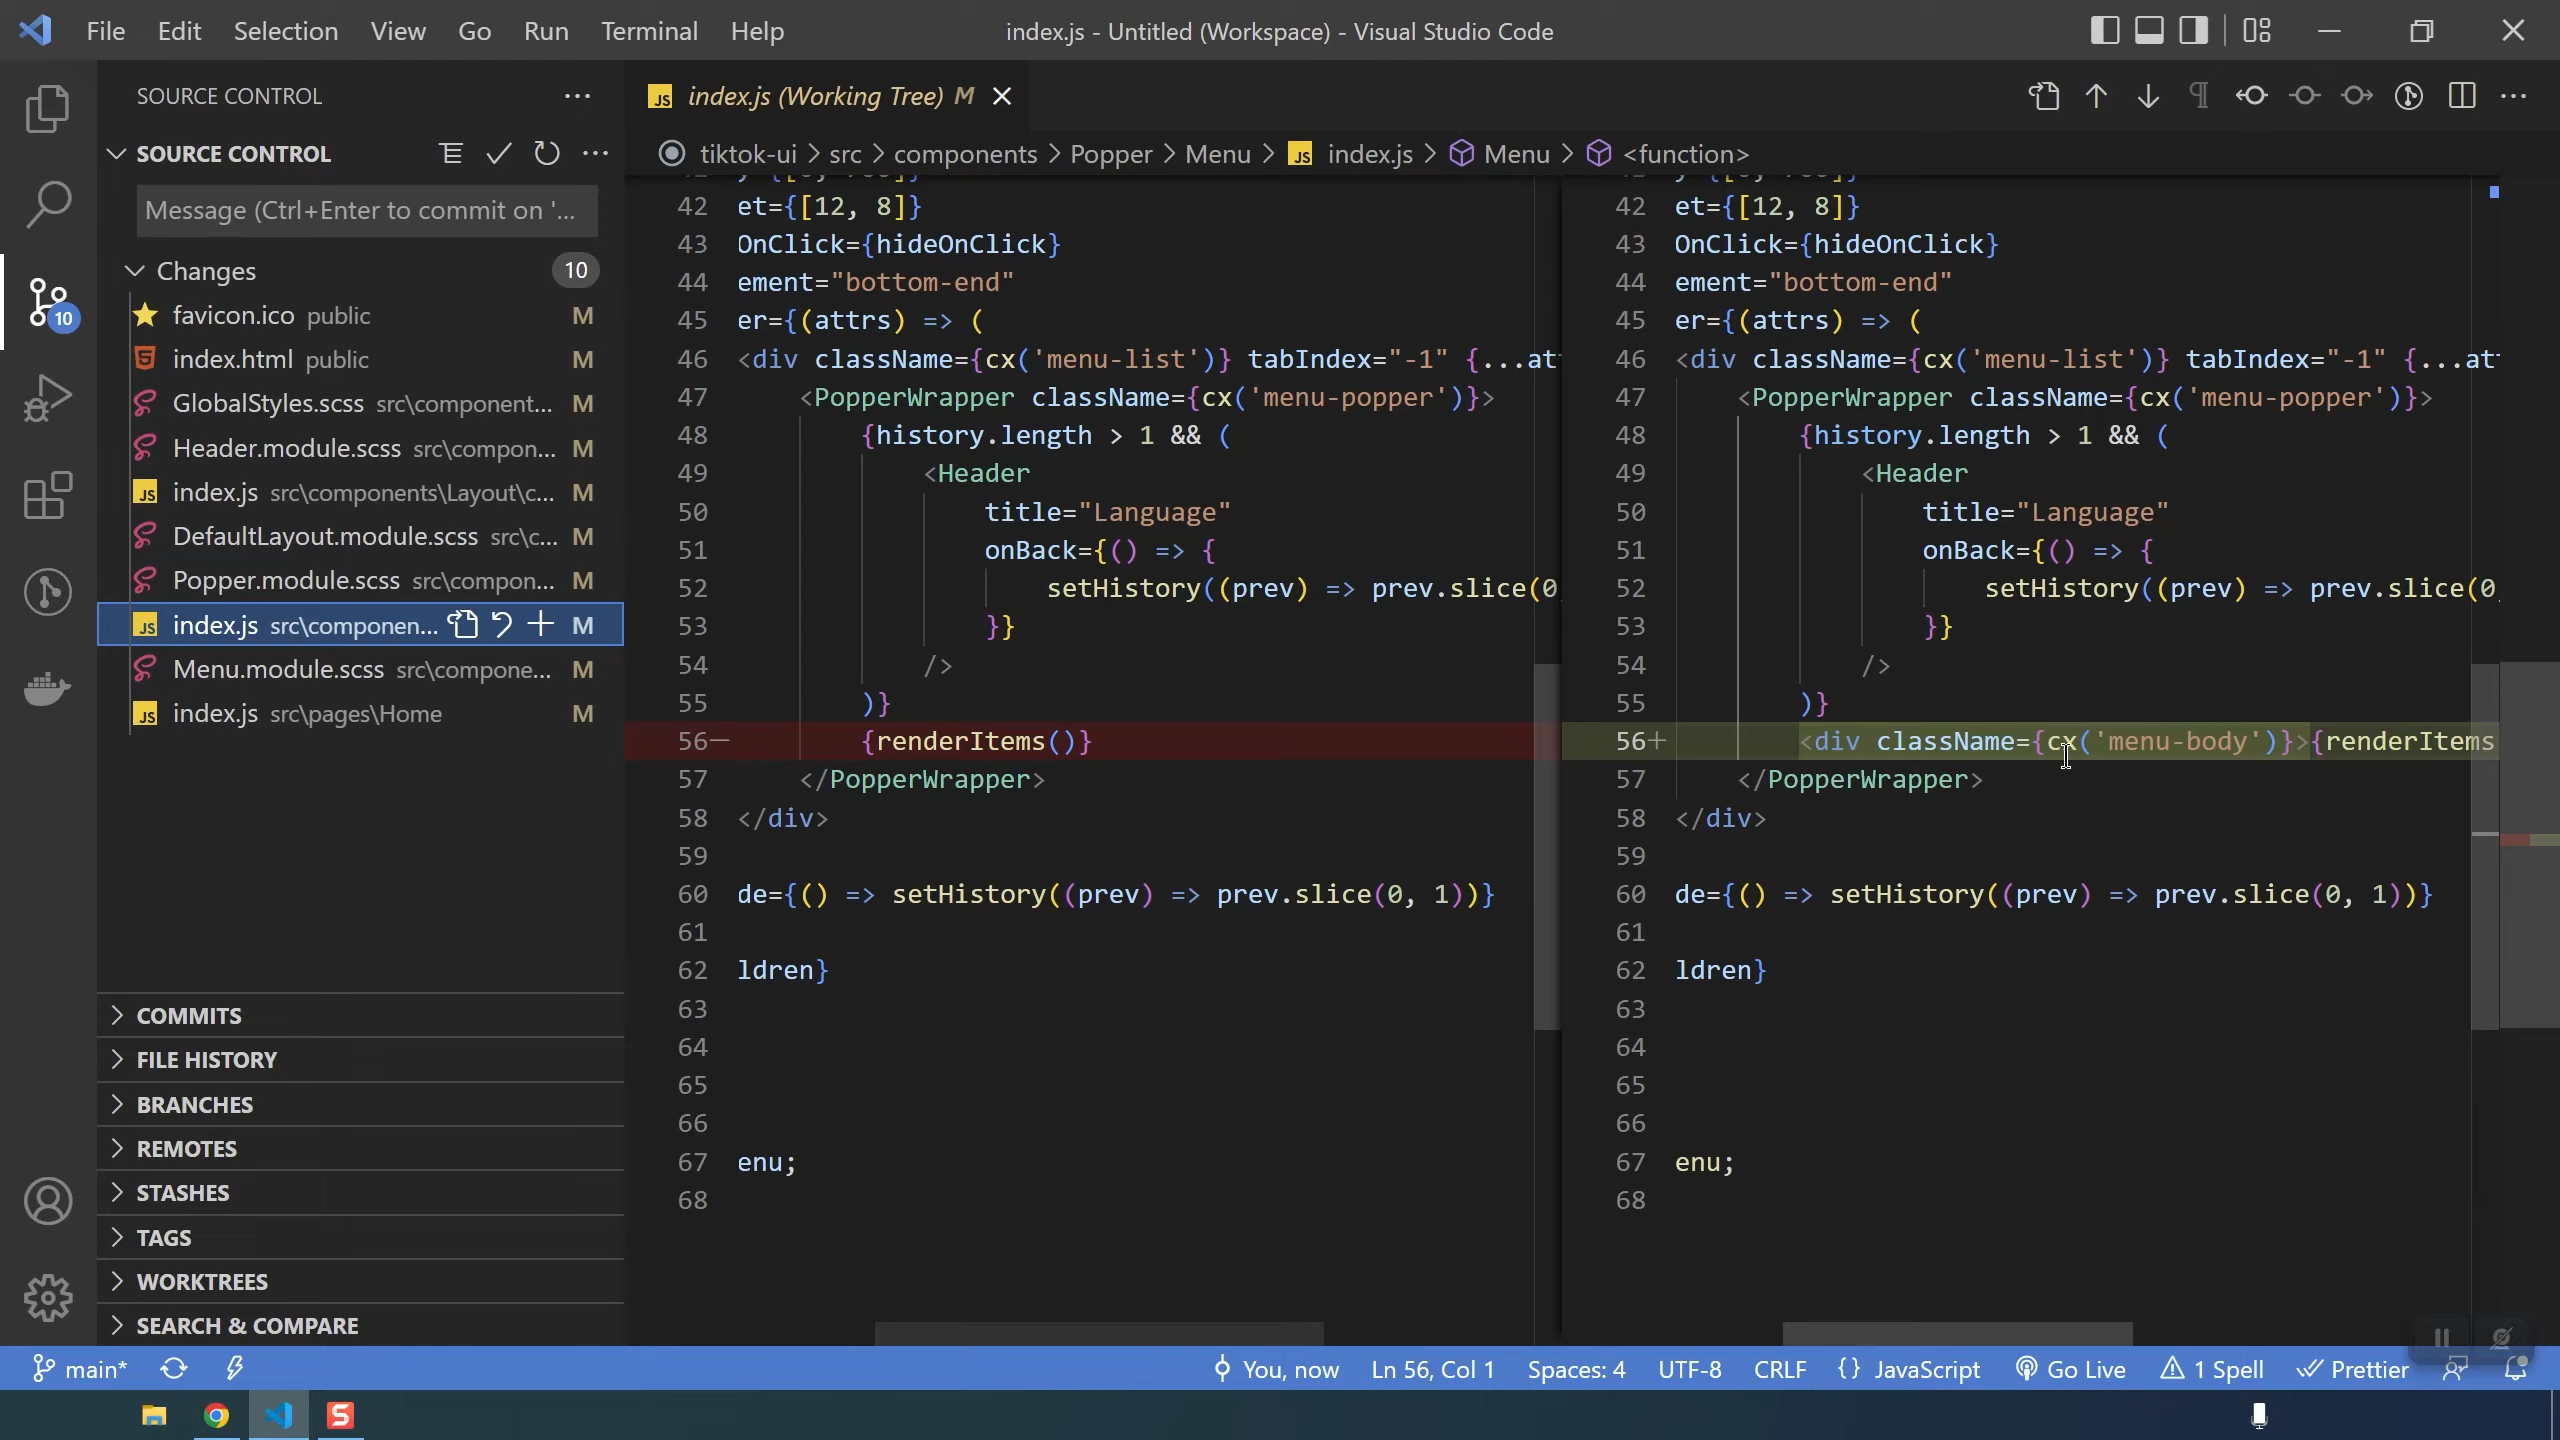 File Edit Selection View Go Run Terminal Help
index.js - Untitled (Workspace) - Visual Studio Code
SOURCE CONTROL
SOURCE CONTROL
Message (Ctrl+Enter to commit on '...
Changes 10
favicon.ico public M
index.html public M
GlobalStyles.scss src\component... M
Header.module.scss src\compon... M
index.js src\components\Layout\c... M
DefaultLayout.module.scss src\c... M
Popper.module.scss src\compon... M
index.js src\componen... M
Menu.module.scss src\compone... M
index.js src\pages\Home M
10
COMMITS
FILE HISTORY
BRANCHES
REMOTES
STASHES
TAGS
WORKTREES
SEARCH & COMPARE
index.js (Working Tree) M
tiktok-ui > src > components > Popper > Menu > JS index.js > Menu > <function>
42 et={[12, 8]}
43 OnClick={hideOnClick}
44 ement="bottom-end"
45 er={(attrs) => (
46 <div className={cx('menu-list')} tabIndex="-1" {...at
47 <PopperWrapper className={cx('menu-popper')}>
48 {history.length > 1 && (
49 <Header
50 title="Language"
51 onBack={() => {
52 setHistory((prev) => prev.slice(0
53 }}
54 />
55 )}
56− {renderItems()}
57 </PopperWrapper>
58 </div>
59
60 de={() => setHistory((prev) => prev.slice(0, 1))}
61
62 ldren}
63
64
65
66
67 enu;
68
42 et={[12, 8]}
43 OnClick={hideOnClick}
44 ement="bottom-end"
45 er={(attrs) => (
46 <div className={cx('menu-list')} tabIndex="-1" {...at
47 <PopperWrapper className={cx('menu-popper')}>
48 {history.length > 1 && (
49 <Header
50 title="Language"
51 onBack={() => {
52 setHistory((prev) => prev.slice(0,
53 }}
54 />
55 )}
56+ <div className={cx('menu-body')}>{renderItems
57 </PopperWrapper>
58 </div>
59
60 de={() => setHistory((prev) => prev.slice(0, 1))}
61
62 ldren}
63
64
65
66
67 enu;
68
main* You, now Ln 56, Col 1 Spaces: 4 UTF-8 CRLF {} JavaScript Go Live 1 Spell Prettier